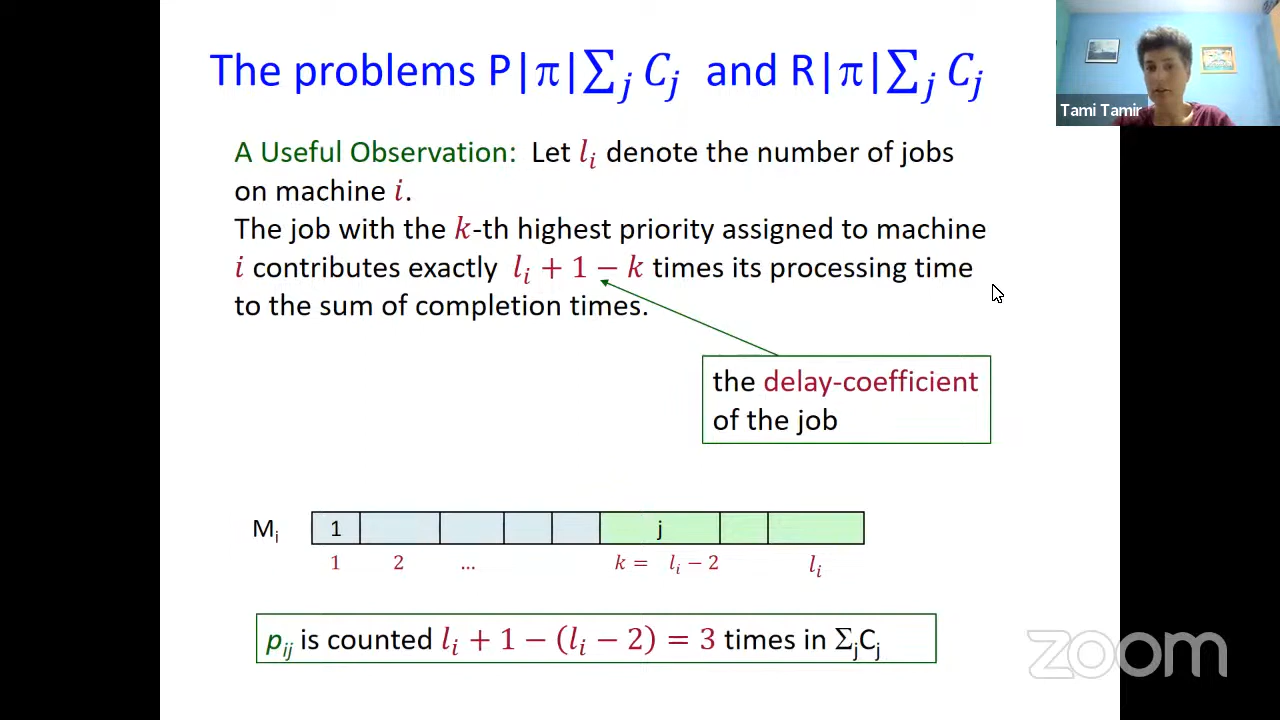 The problems P|π|∑ⱼ Cⱼ and R|π|∑ⱼ Cⱼ
Tami Tamir
A Useful Observation: Let lᵢ denote the number of jobs
on machine i.
The job with the k-th highest priority assigned to machine
i contributes exactly lᵢ + 1 − k times its processing time
to the sum of completion times.
the delay-coefficient
of the job
Mᵢ 1 j
1 2 ... k = lᵢ − 2 lᵢ
pᵢⱼ is counted lᵢ + 1 − (lᵢ − 2) = 3 times in ΣⱼCⱼ
zoom